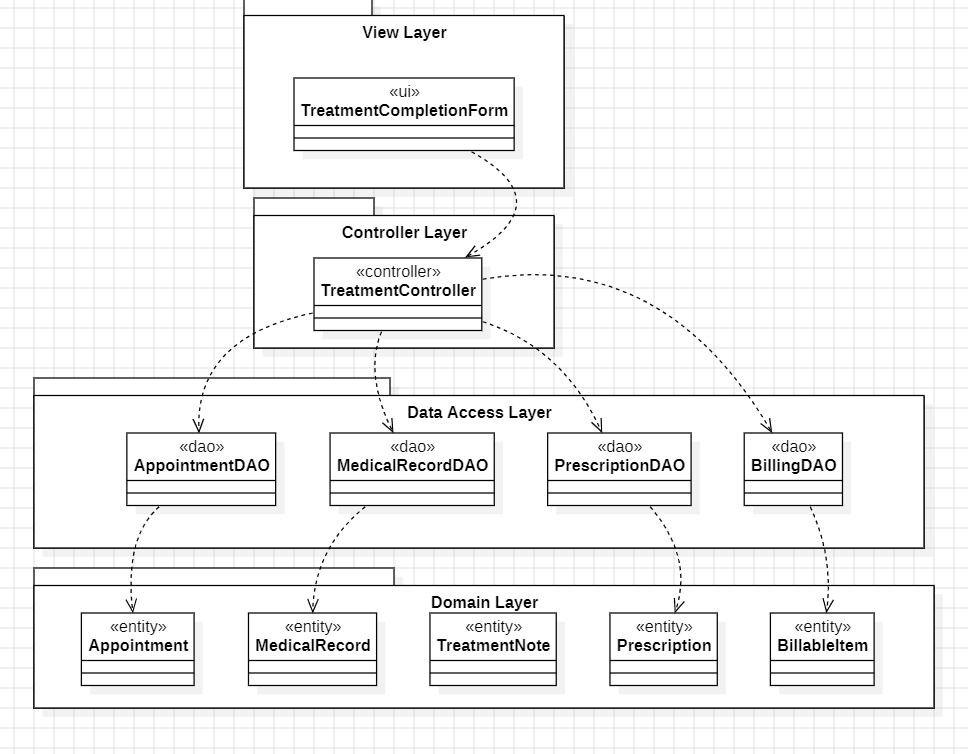 View Layer
«ui»
TreatmentCompletionForm
Controller Layer
«controller»
TreatmentController
Data Access Layer
«dao»
AppointmentDAO
«dao»
MedicalRecordDAO
«dao»
PrescriptionDAO
«dao»
BillingDAO
Domain Layer
«entity»
Appointment
«entity»
MedicalRecord
«entity»
TreatmentNote
«entity»
Prescription
«entity»
BillableItem